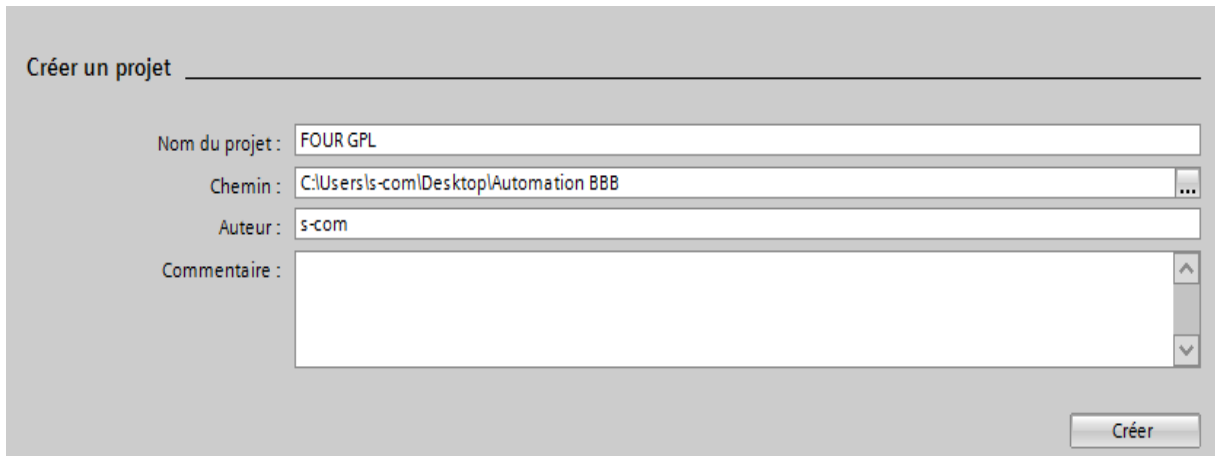 Créer un projet
Nom du projet : FOUR GPL
Chemin : C:\Users\s-com\Desktop\Automation BBB ...
Auteur : s-com
Commentaire :
Créer